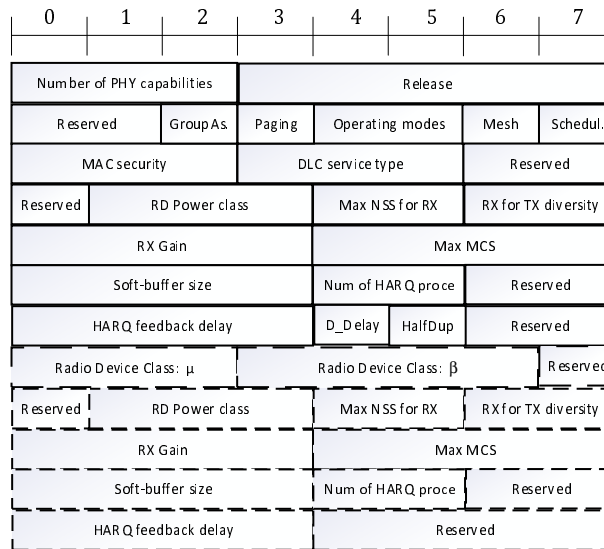 0 1 2 3 4 5 6 7
Number of PHY capabilities Release
Reserved Group As. Paging Operating modes Mesh Schedul.
MAC security DLC service type Reserved
Reserved RD Power class Max NSS for RX RX for TX diversity
RX Gain Max MCS
Soft-buffer size Num of HARQ proce Reserved
HARQ feedback delay D_Delay HalfDup Reserved
Radio Device Class: μ Radio Device Class: β Reserved
Reserved RD Power class Max NSS for RX RX for TX diversity
RX Gain Max MCS
Soft-buffer size Num of HARQ proce Reserved
HARQ feedback delay Reserved